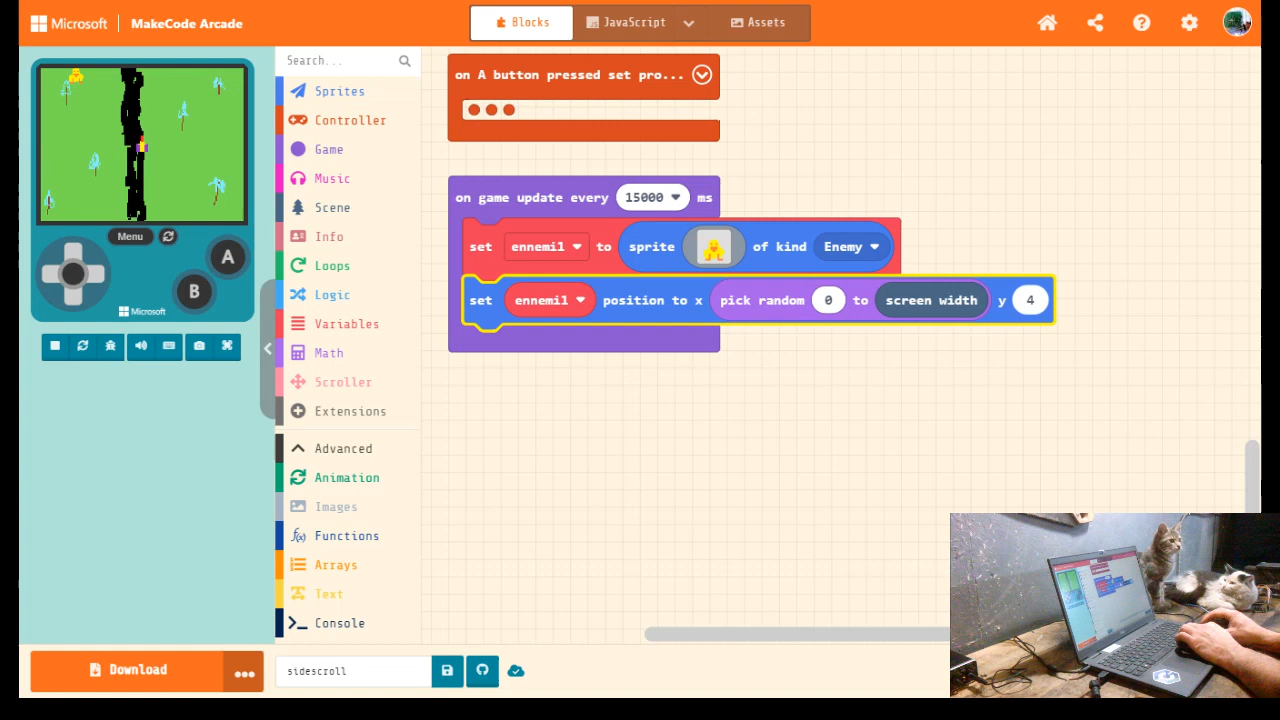 Microsoft
MakeCode Arcade
Blocks
JavaScript
Assets
Menu
A
B
Microsoft
Search...
Sprites
Controller
Game
Music
Scene
Info
Loops
Logic
Variables
Math
Scroller
Extensions
Advanced
Animation
Images
Functions
Arrays
Text
Console
on A button pressed set pro...
on game update every 15000 ms
set ennemi1 to sprite of kind Enemy
set ennemi1 position to x pick random 0 to screen width y 4
Download
sidescroll